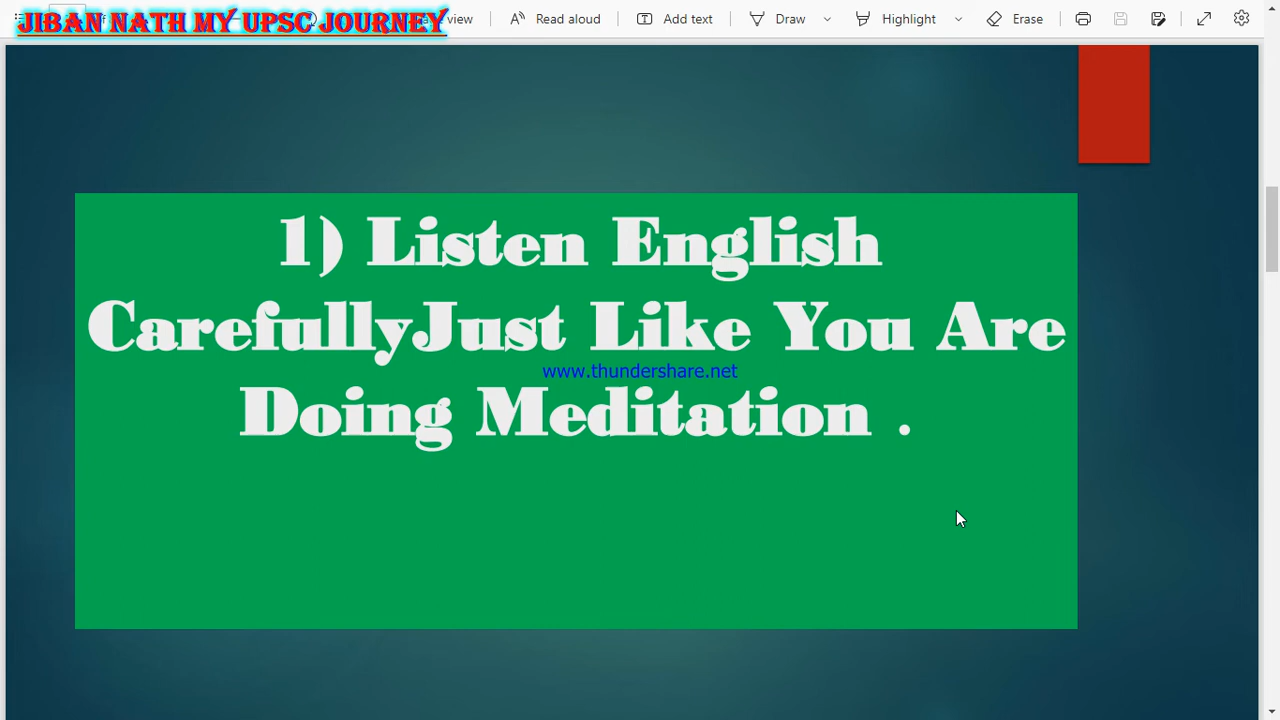 JIBAN NATH MY UPSC JOURNEY
view
Read aloud
Add text
Draw
Highlight
Erase
1) Listen English
CarefullyJust Like You Are
www.thundershare.net
Doing Meditation .